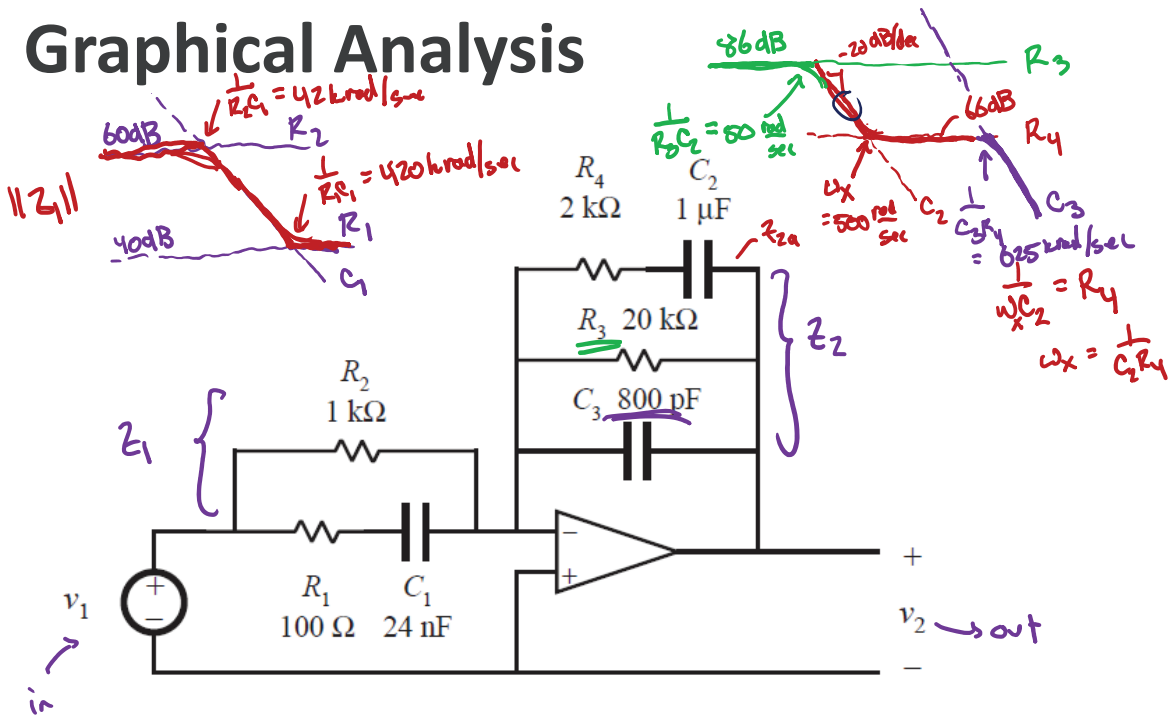 Graphical Analysis
1/(R₂C₁) = 42 krad/sec
60dB
R₂
||Z₁||
1/(R₁C₁) = 420 krad/sec
40dB
R₁
C₁
86dB
-20dB/dec
R₃
1/(R₃C₂) = 50 rad/sec
66dB
R₄
ωₓ = 500 rad/sec
C₂
C₃
1/(C₃R₄) = 625 krad/sec
1/(ωₓC₂) = R₄
ωₓ = 1/(C₂R₄)
R₄ C₂
2 kΩ 1 μF
Z₂ₐ
R₃ 20 kΩ
Z₂
C₃ 800 pF
R₂
1 kΩ
Z₁
− 
+
R₁ C₁
100 Ω 24 nF
v₁
+
−
in
+
v₂ → out
−